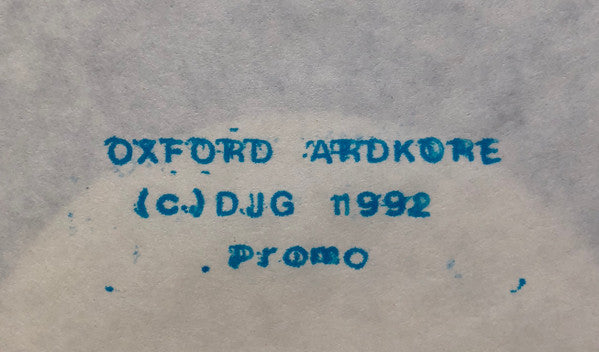 OXFORD ARDKORE
(c.) DJG 1992
Promo